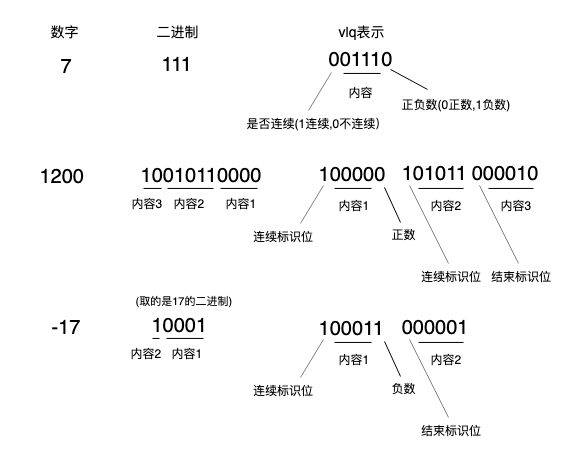 数字 二进制 vlq表示
7 111 001110
内容
正负数(0正数,1负数)
是否连续(1连续,0不连续)
1200 10010110000 100000 101011 000010
内容3 内容2 内容1 内容1 内容2 内容3
连续标识位 正数
连续标识位 结束标识位
(取的是17的二进制)
-17 10001 100011 000001
内容2 内容1 内容1 内容2
连续标识位 负数
结束标识位